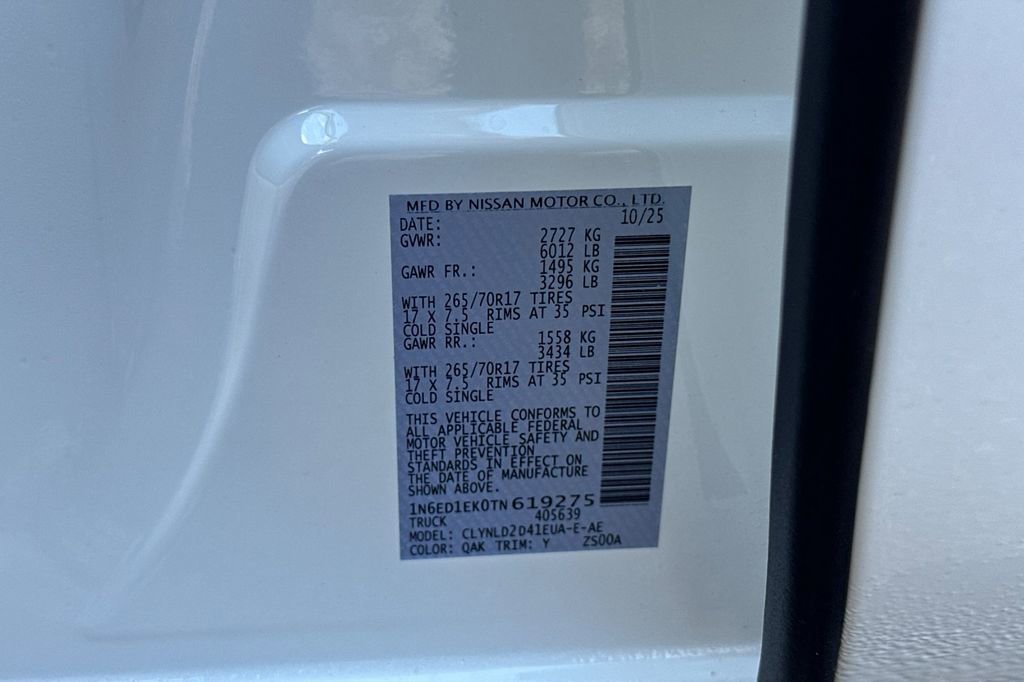 MFD BY NISSAN MOTOR CO., LTD.
DATE: 10/25
GVWR: 2727 KG
6012 LB
GAWR FR.: 1495 KG
3296 LB
WITH 265/70R17 TIRES
17 X 7.5 RIMS AT 35 PSI
COLD SINGLE
GAWR RR.: 1558 KG
3434 LB
WITH 265/70R17 TIRES
17 X 7.5 RIMS AT 35 PSI
COLD SINGLE
THIS VEHICLE CONFORMS TO
ALL APPLICABLE FEDERAL
MOTOR VEHICLE SAFETY AND
THEFT PREVENTION
STANDARDS IN EFFECT ON
THE DATE OF MANUFACTURE
SHOWN ABOVE.
1N6ED1EK0TN619275
TRUCK 405639
MODEL: CLYNLD2D41EUA-E-AE
COLOR: QAK TRIM: Y ZS00A